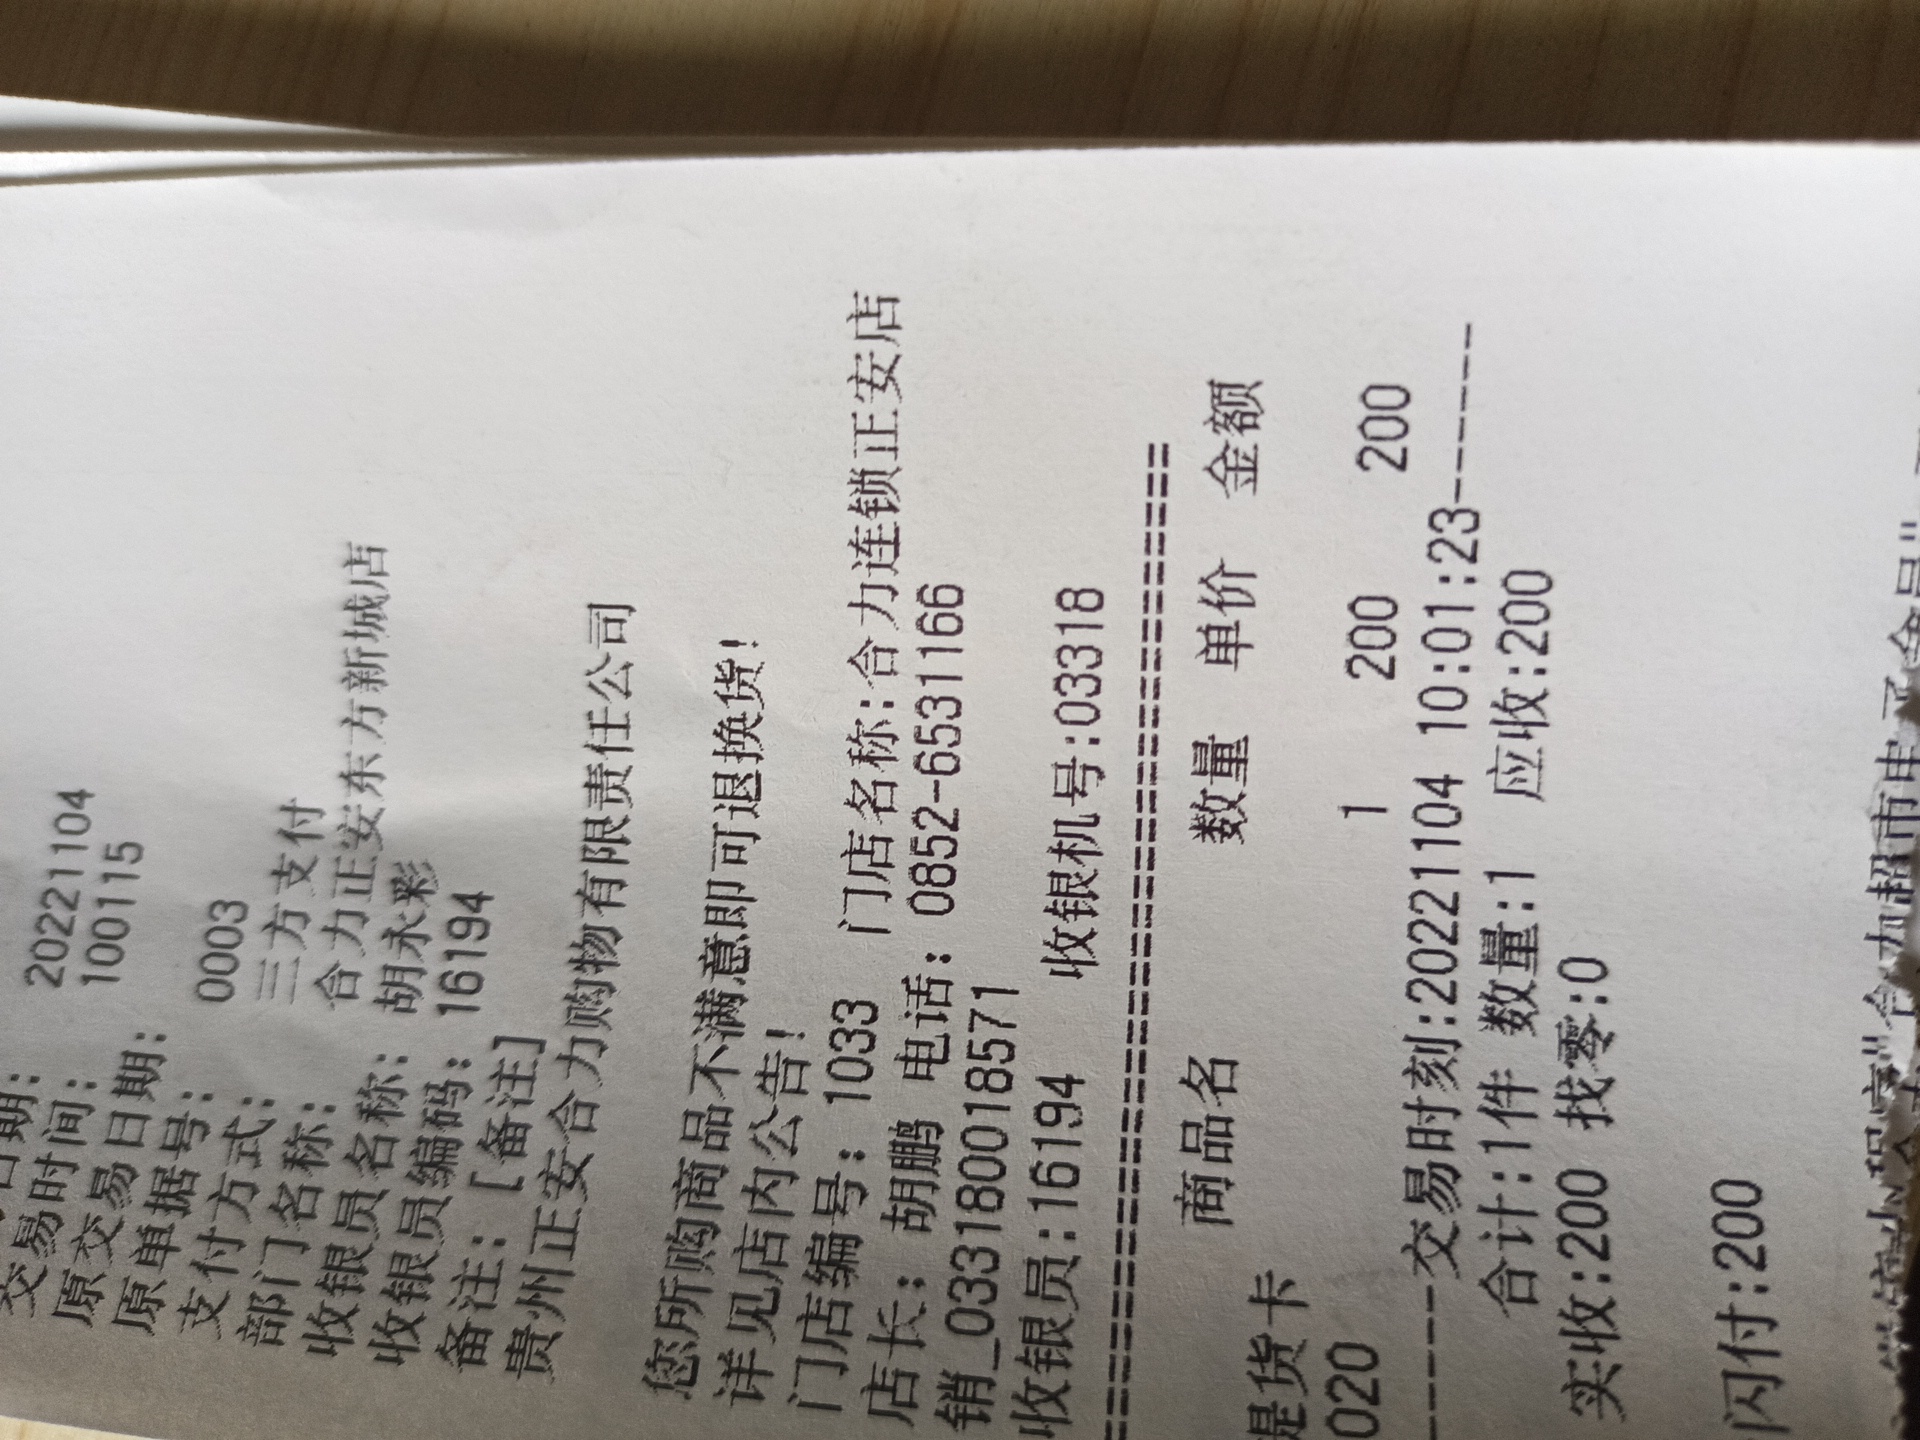 日期: 20221104
交易时间: 100115
原交易日期:
原单据号: 0003
支付方式: 三方支付
部门名称: 合力正安东方新城店
收银员名称: 胡永彩
收银员编码: 16194
备注: [备注]
贵州正安合力购物有限责任公司
您所购商品不满意即可退换货!
详见店内公告!
门店编号: 1033 门店名称:合力连锁正安店
店长: 胡鹏 电话: 0852-6531166
销_033180018571
收银员:16194 收银机号:03318
商品名 数量 单价 金额
提货卡
020 1 200 200
------交易时刻:20221104 10:01:23------
合计:1件 数量:1 应收:200
实收:200 找零:0
闪付:200